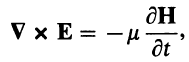 ∇ × E = −μ ∂H/∂t,